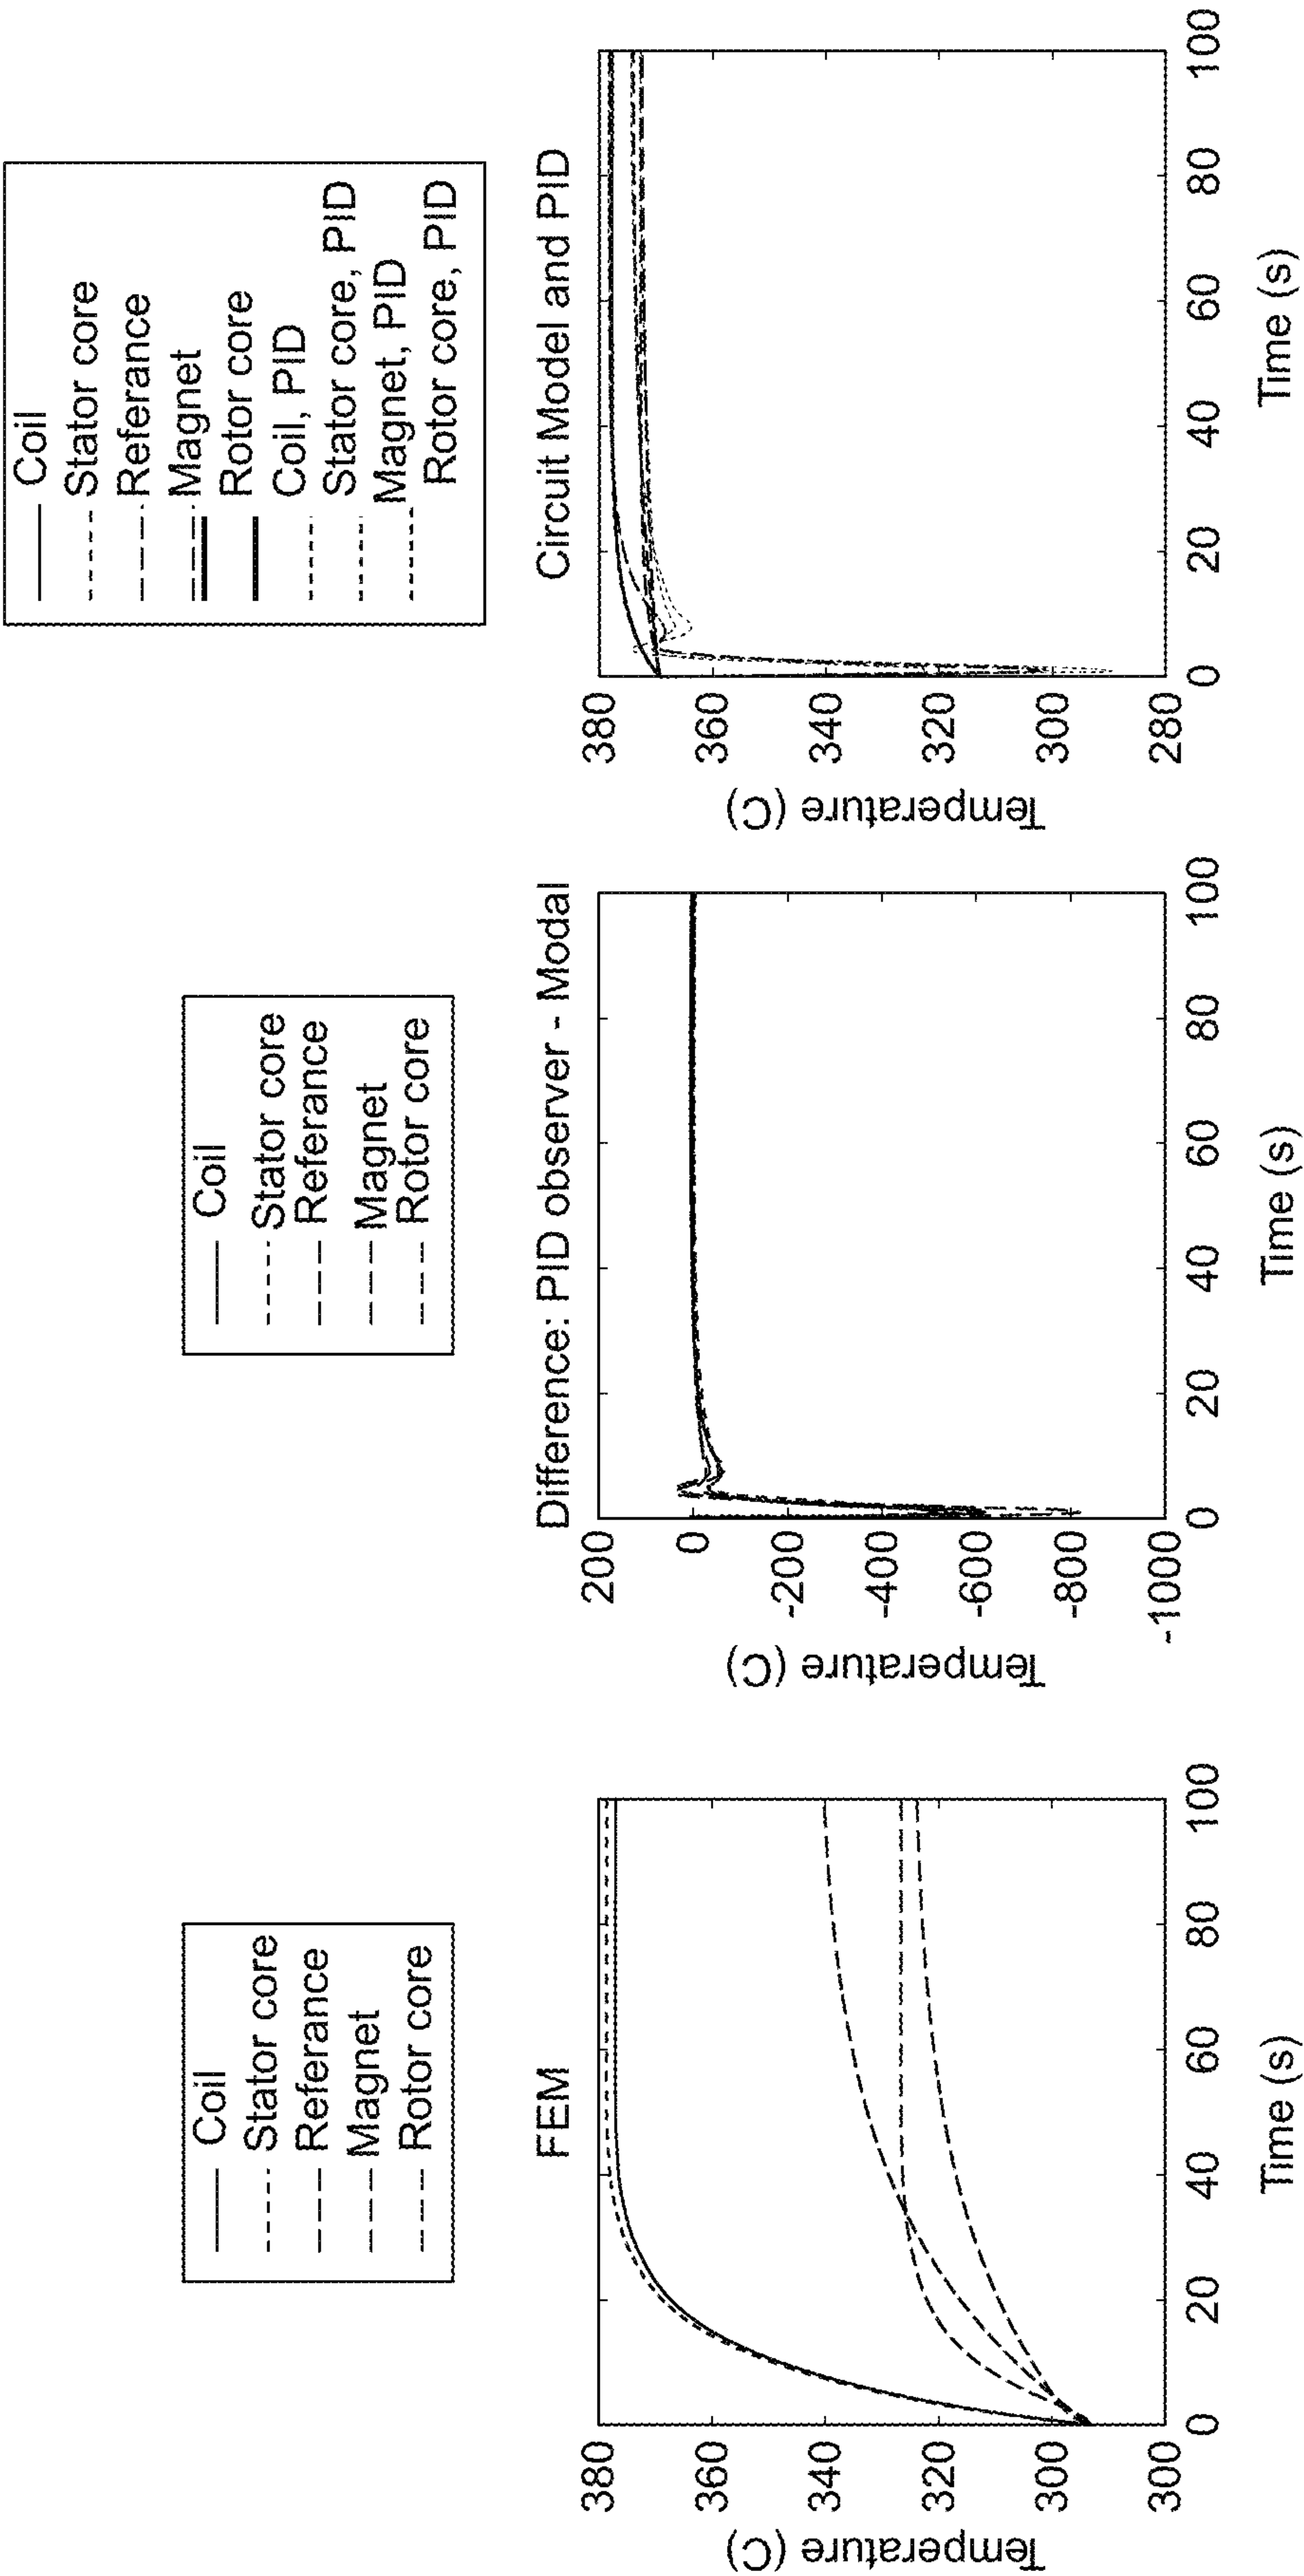 Coil
Stator core
Referance
Magnet
Rotor core
FEM
380
360
340
320
300
300
0
20
40
60
80
100
Temperature (C)
Time (s)
Coil
Stator core
Referance
Magnet
Rotor core
Difference: PID observer - Modal
200
0
-200
-400
-600
-800
-1000
0
20
40
60
80
100
Temperature (C)
Time (s)
Coil
Stator core
Referance
Magnet
Rotor core
Coil, PID
Stator core, PID
Magnet, PID
Rotor core, PID
Circuit Model and PID
380
360
340
320
300
280
0
20
40
60
80
100
Temperature (C)
Time (s)